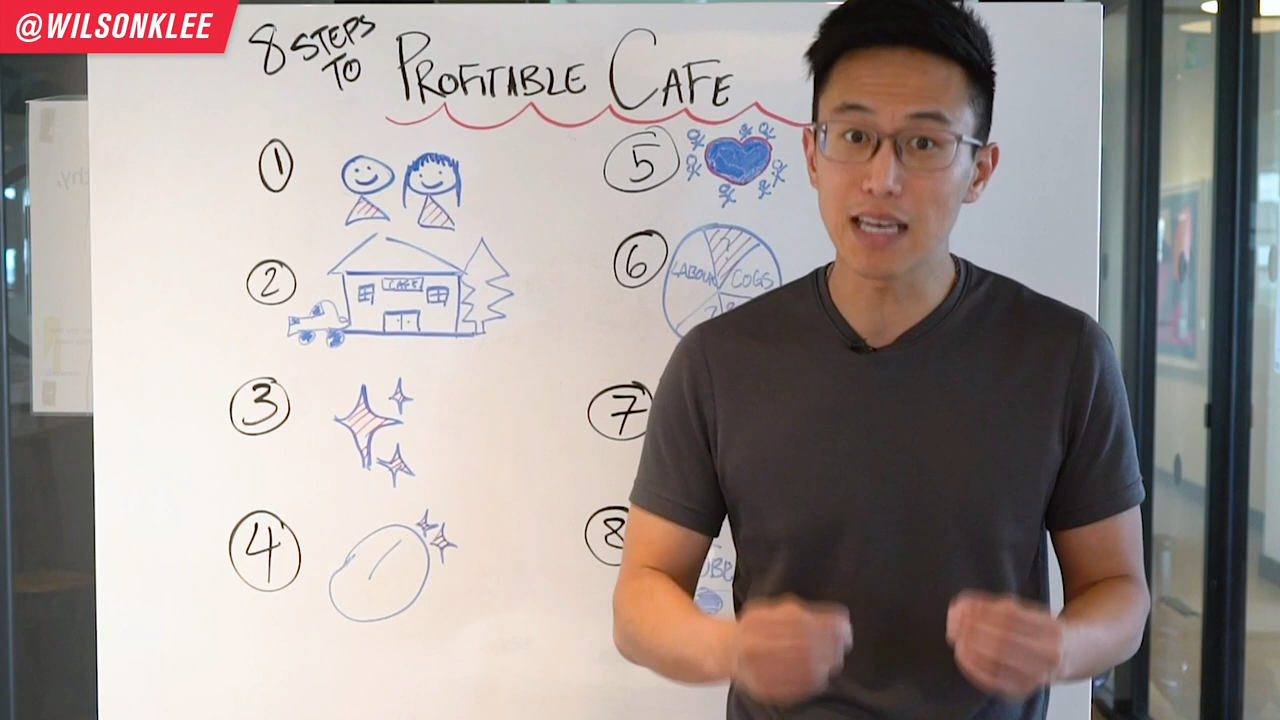 @WILSONKLEE
8 STEPS TO
PROFITABLE CAFE
1
2
CAFE
3
4
5
6
LABOUR
COGS
7
8